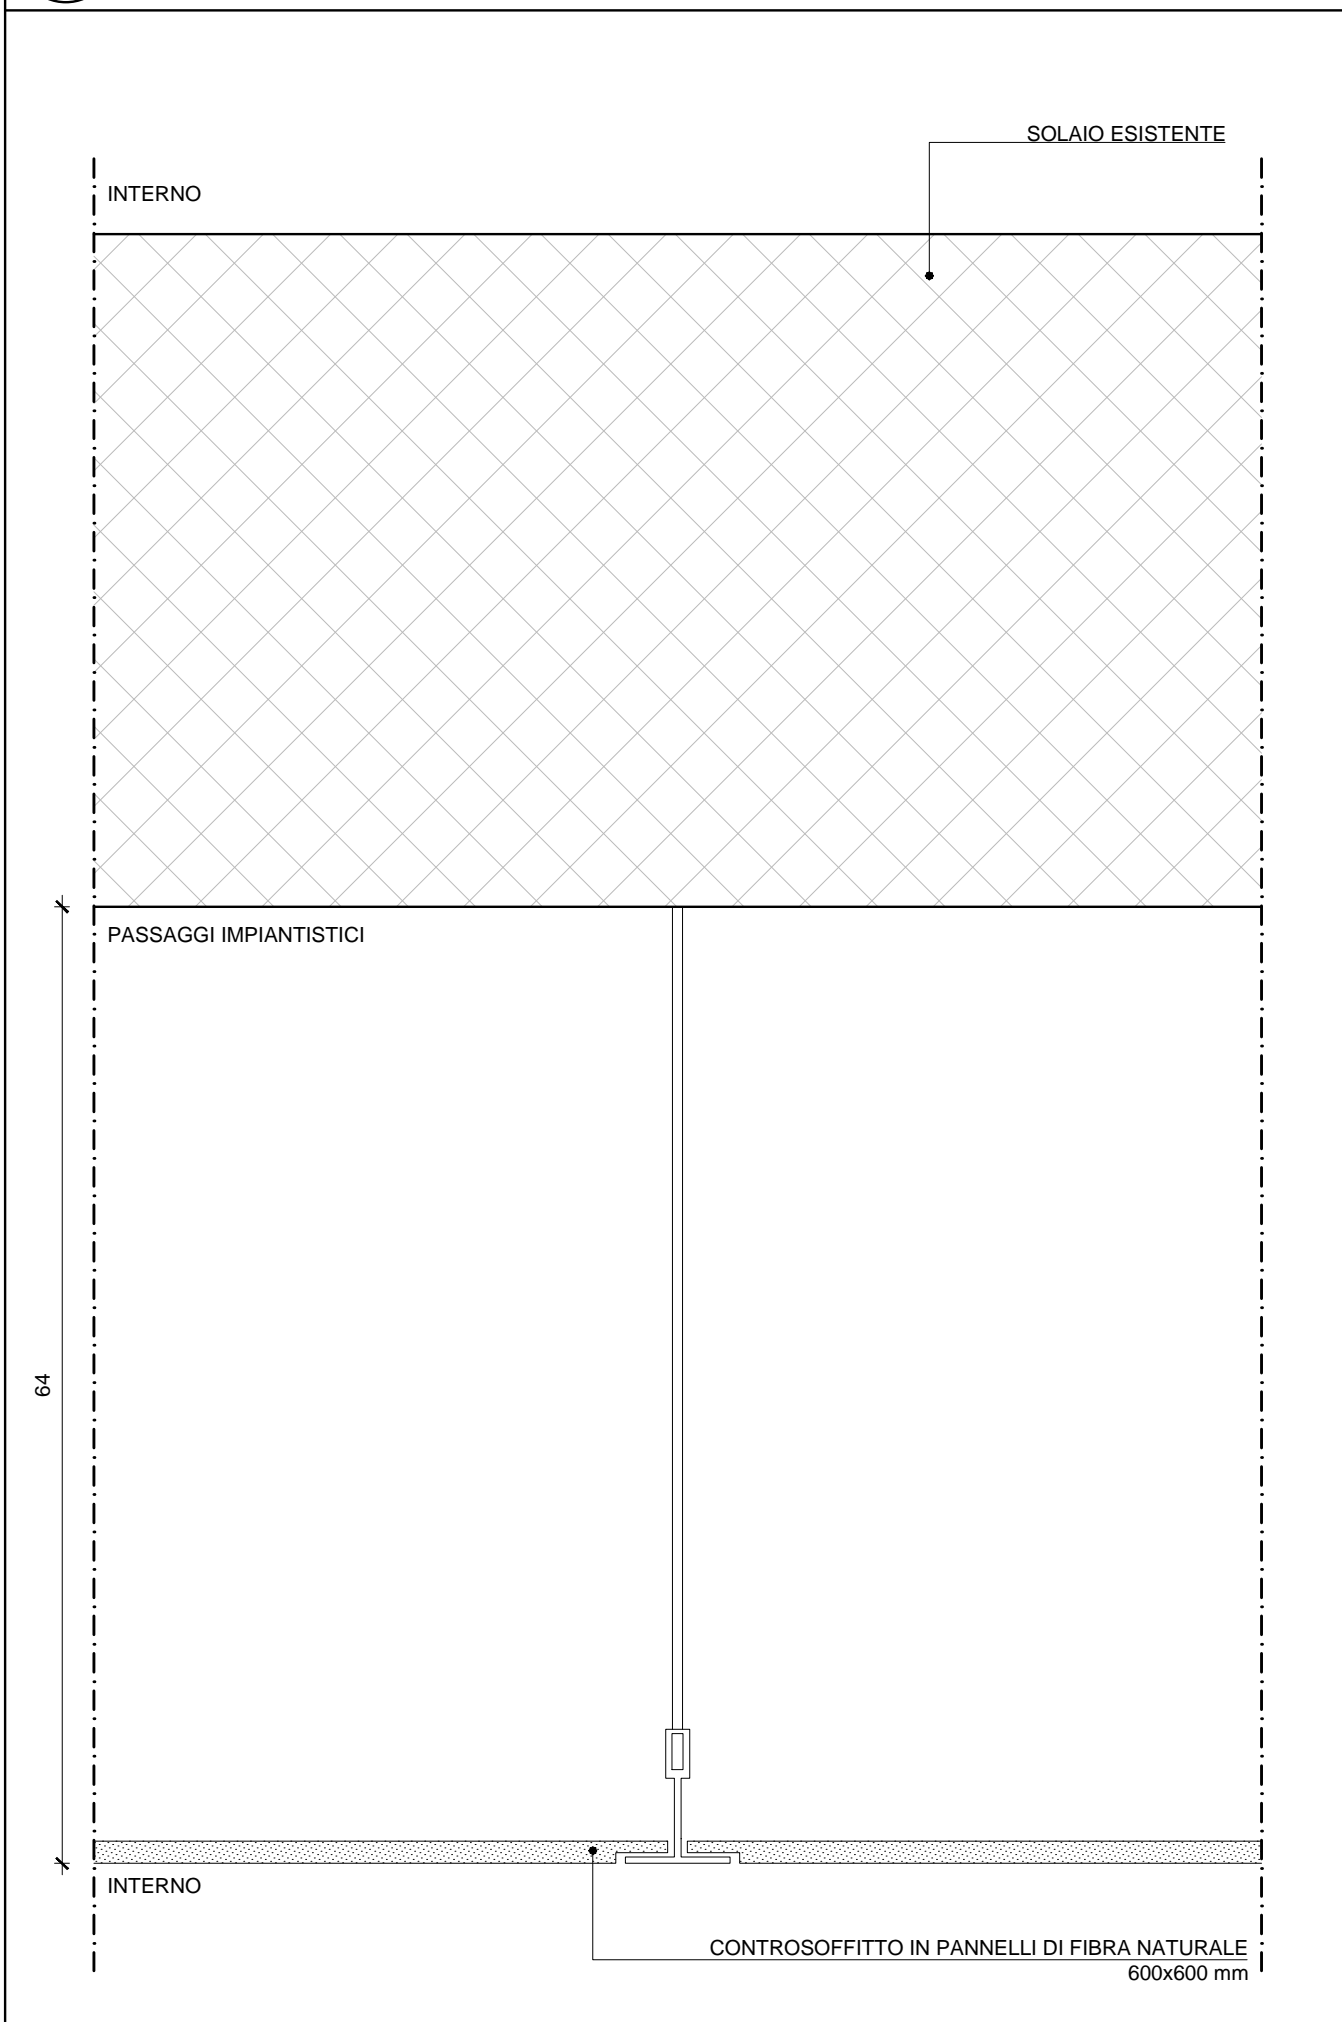 SOLAIO ESISTENTE
INTERNO
PASSAGGI IMPIANTISTICI
64
INTERNO
CONTROSOFFITTO IN PANNELLI DI FIBRA NATURALE
600x600 mm